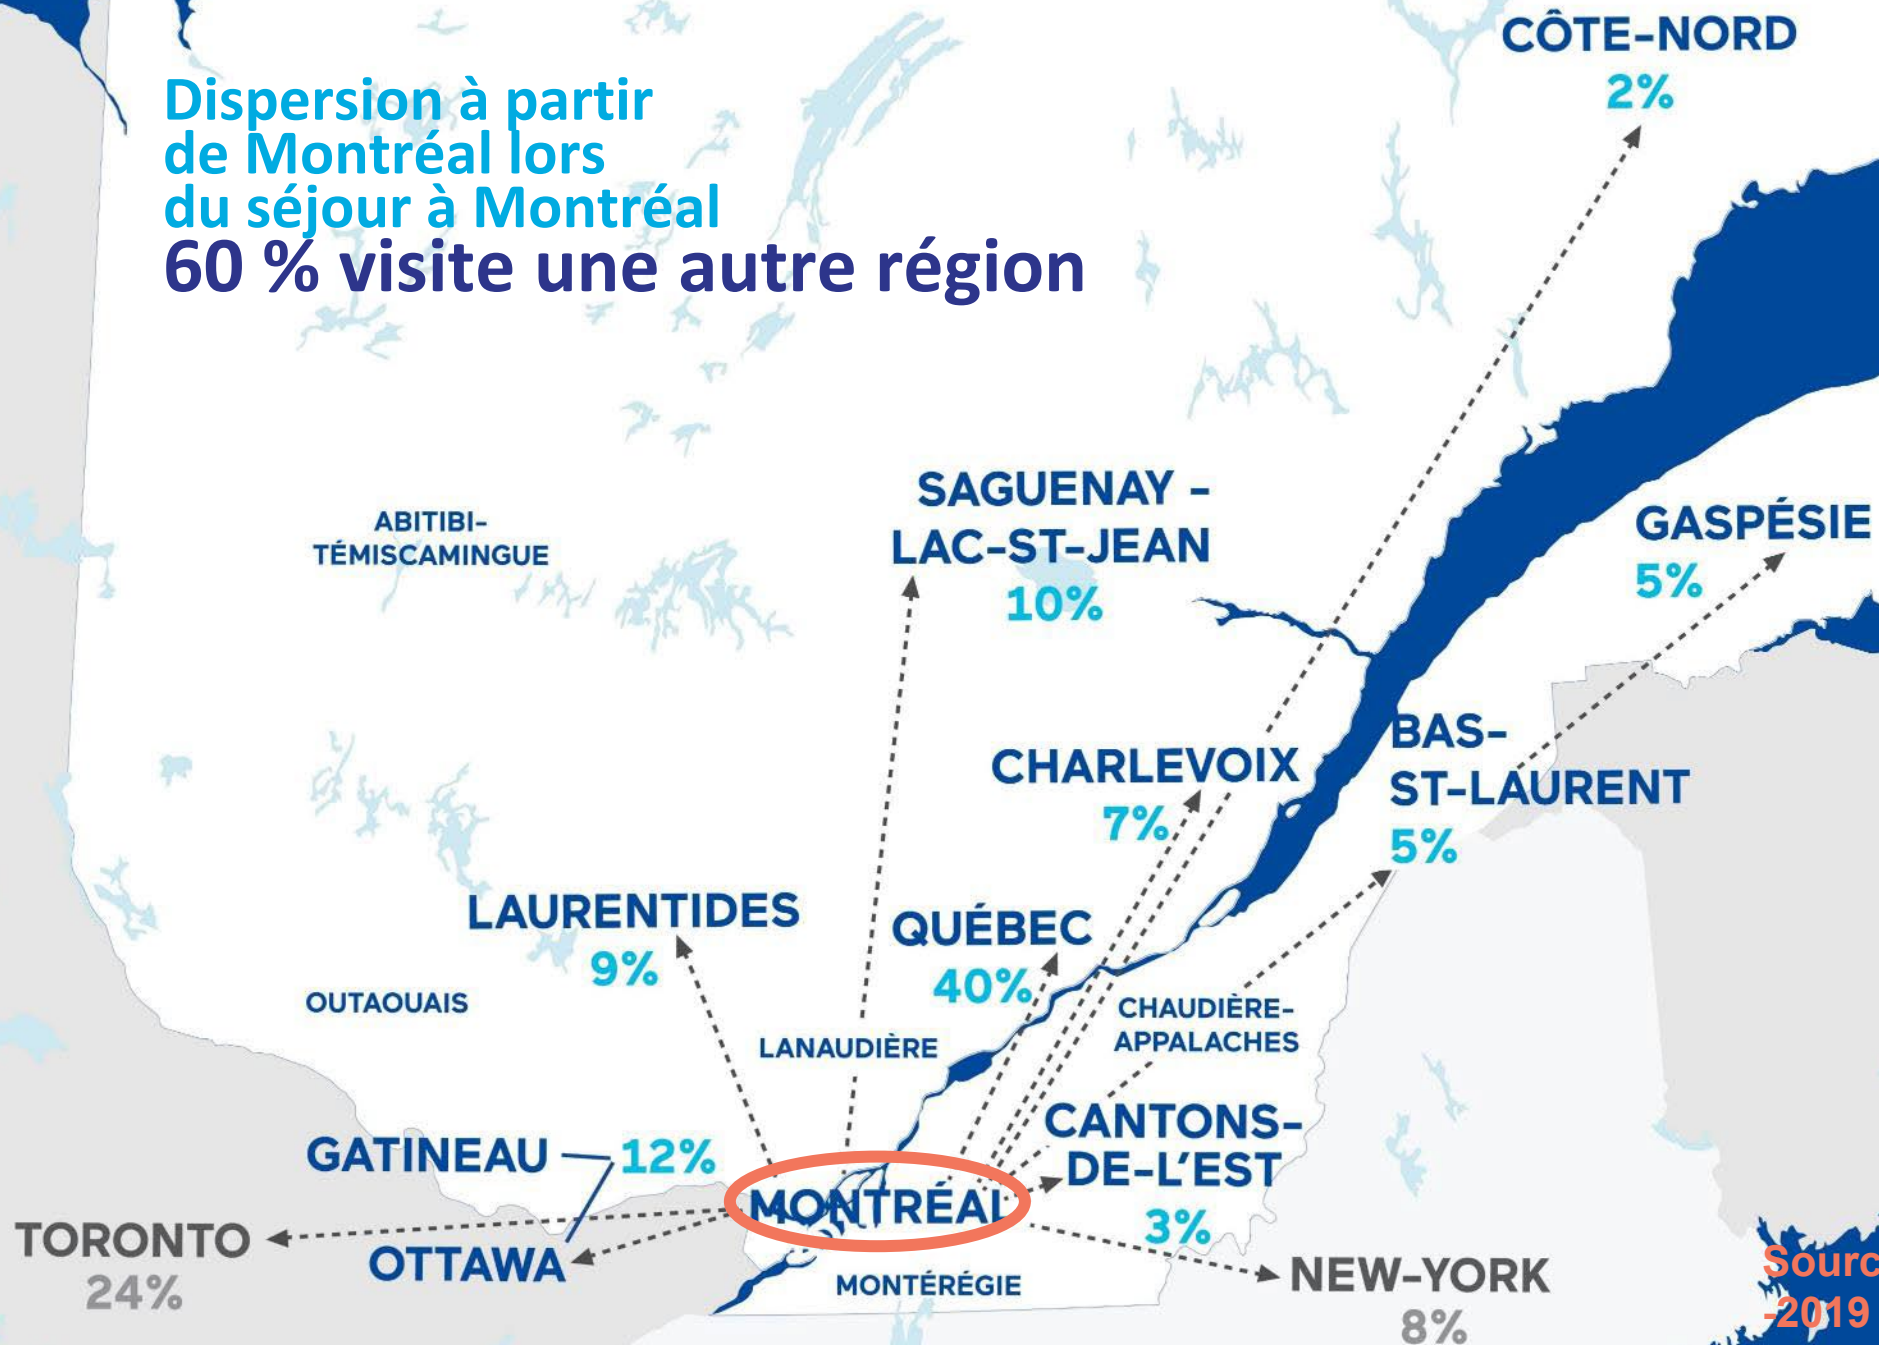 CÔTE-NORD
2%
Dispersion à partir
de Montréal lors
du séjour à Montréal
60 % visite une autre région
SAGUENAY -
LAC-ST-JEAN
10%
ABITIBI-
TÉMISCAMINGUE
GASPÉSIE
5%
BAS-
ST-LAURENT
5%
CHARLEVOIX
7%
LAURENTIDES
9%
QUÉBEC
40%
OUTAOUAIS
LANAUDIÈRE
CHAUDIÈRE-
APPALACHES
CANTONS-
DE-L'EST
3%
GATINEAU
12%
MONTRÉAL
TORONTO
24%
OTTAWA
MONTÉRÉGIE
NEW-YORK
8%
Sourc
-2019